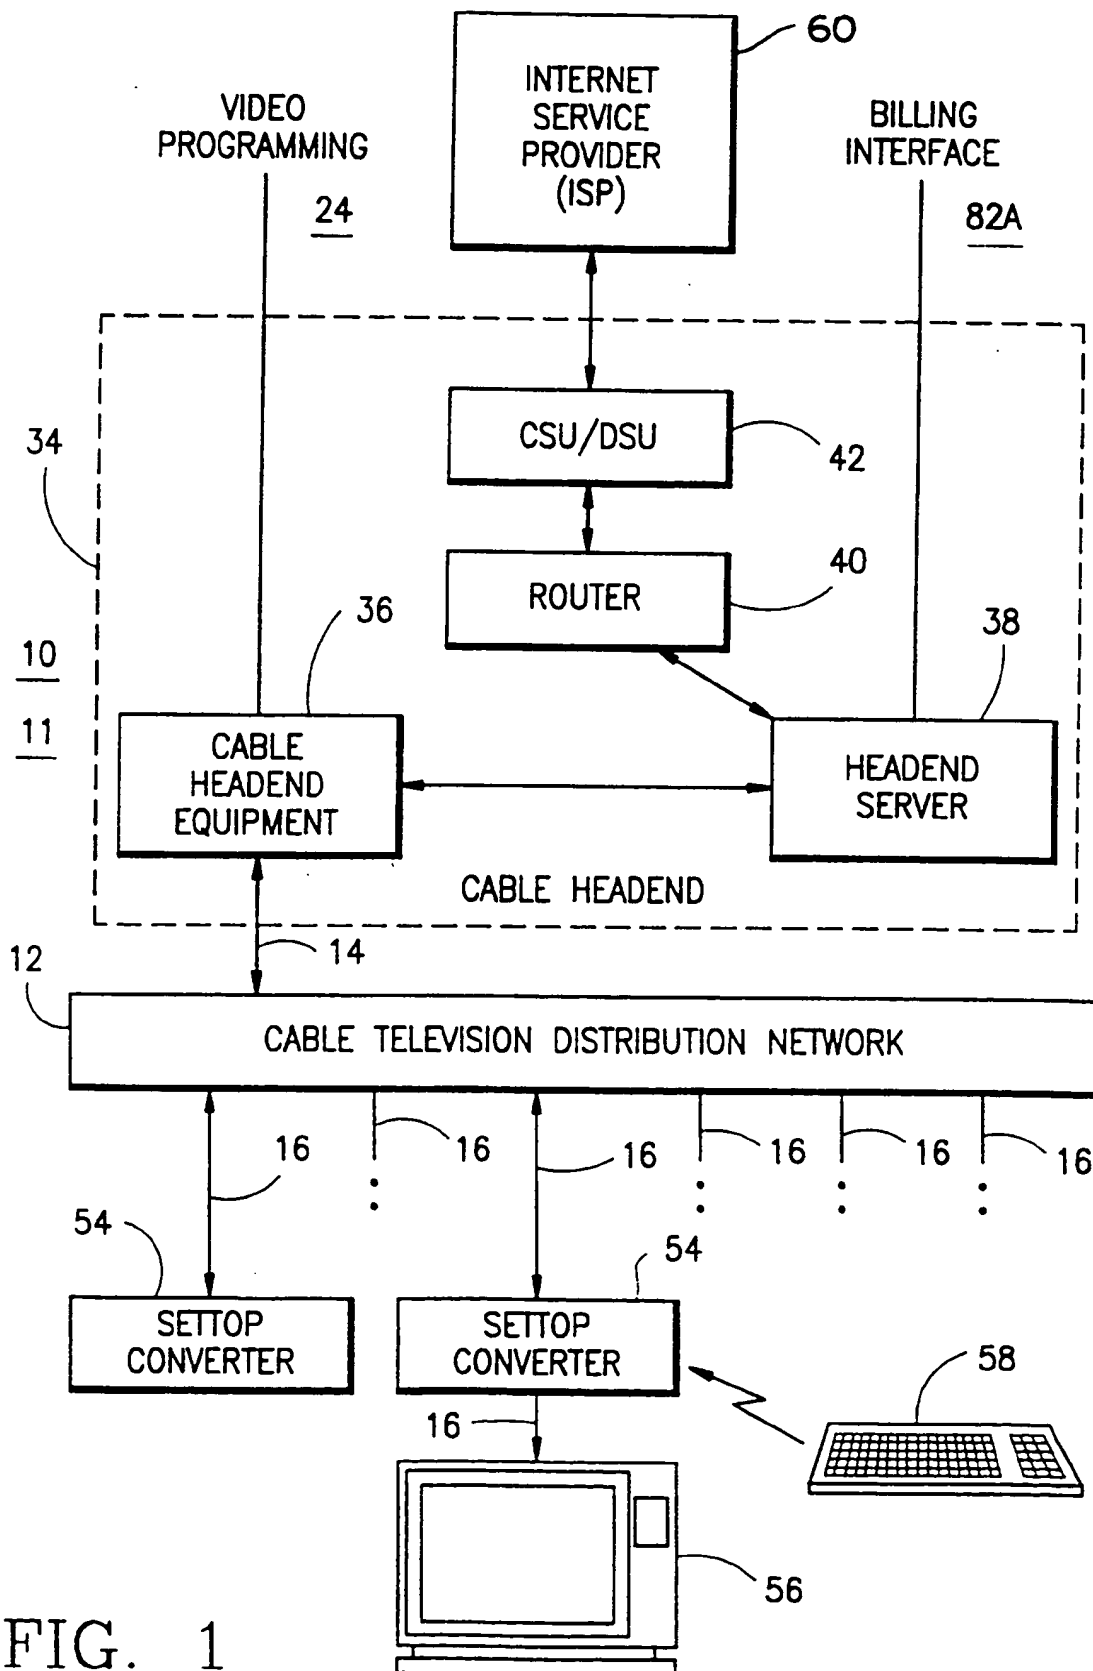 60
INTERNET
SERVICE
PROVIDER
(ISP)
VIDEO
PROGRAMMING
24
BILLING
INTERFACE
82A
34
CSU/DSU
42
ROUTER
40
36
38
10
11
CABLE
HEADEND
EQUIPMENT
HEADEND
SERVER
CABLE HEADEND
14
12
CABLE TELEVISION DISTRIBUTION NETWORK
16
16
16
16
16
16
54
54
SETTOP
CONVERTER
SETTOP
CONVERTER
58
16
56
FIG. 1